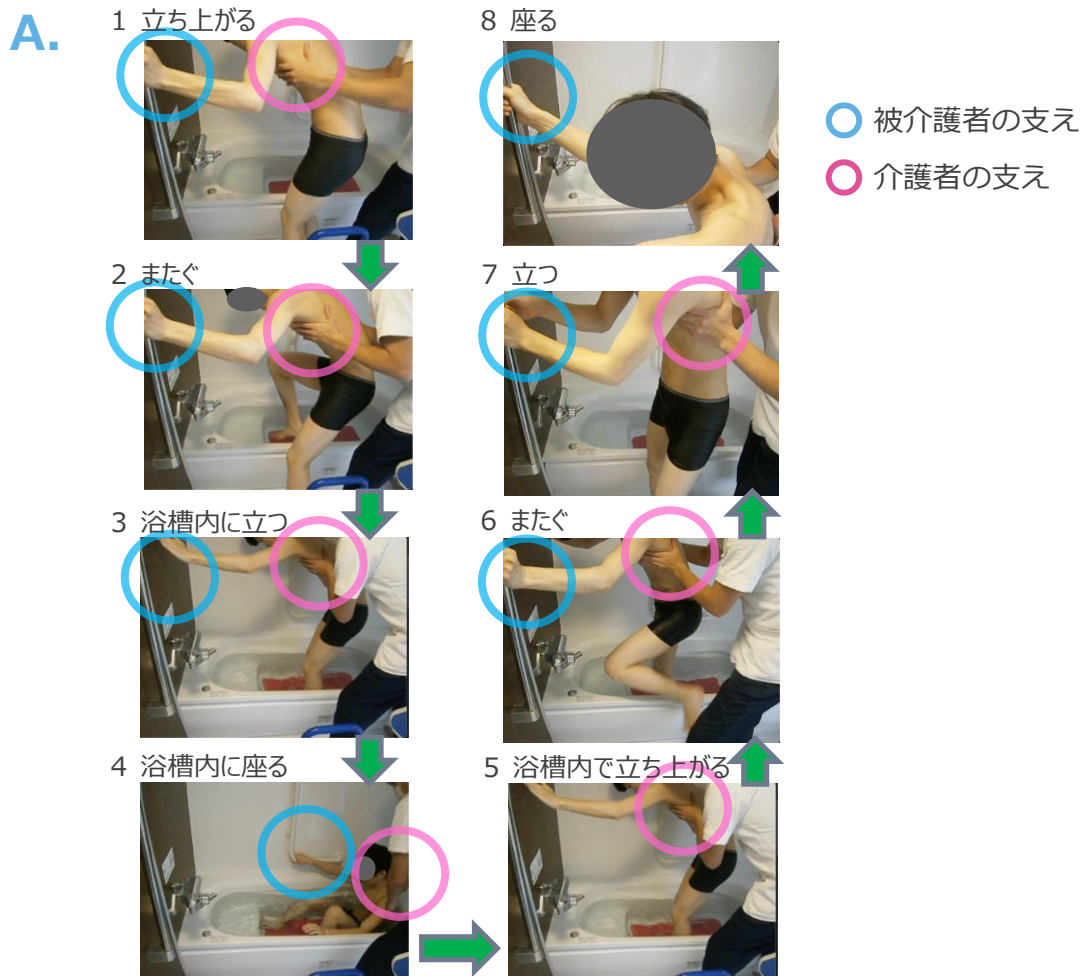 A.
1 立ち上がる
2 またぐ
3 浴槽内に立つ
4 浴槽内に座る
5 浴槽内で立ち上がる
6 またぐ
7 立つ
8 座る
被介護者の支え
介護者の支え